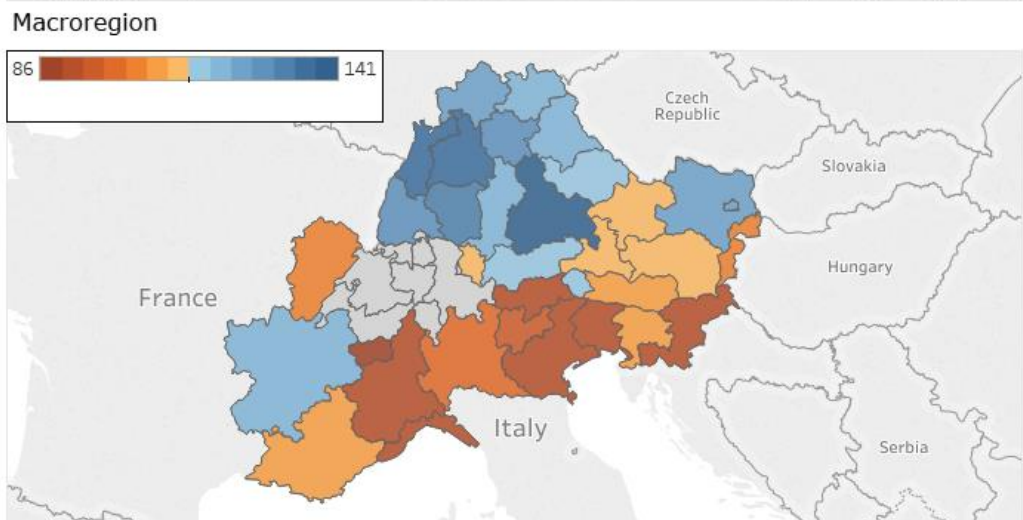 Macroregion
86 141
Czech
Republic
Slovakia
Hungary
France
Italy
Serbia